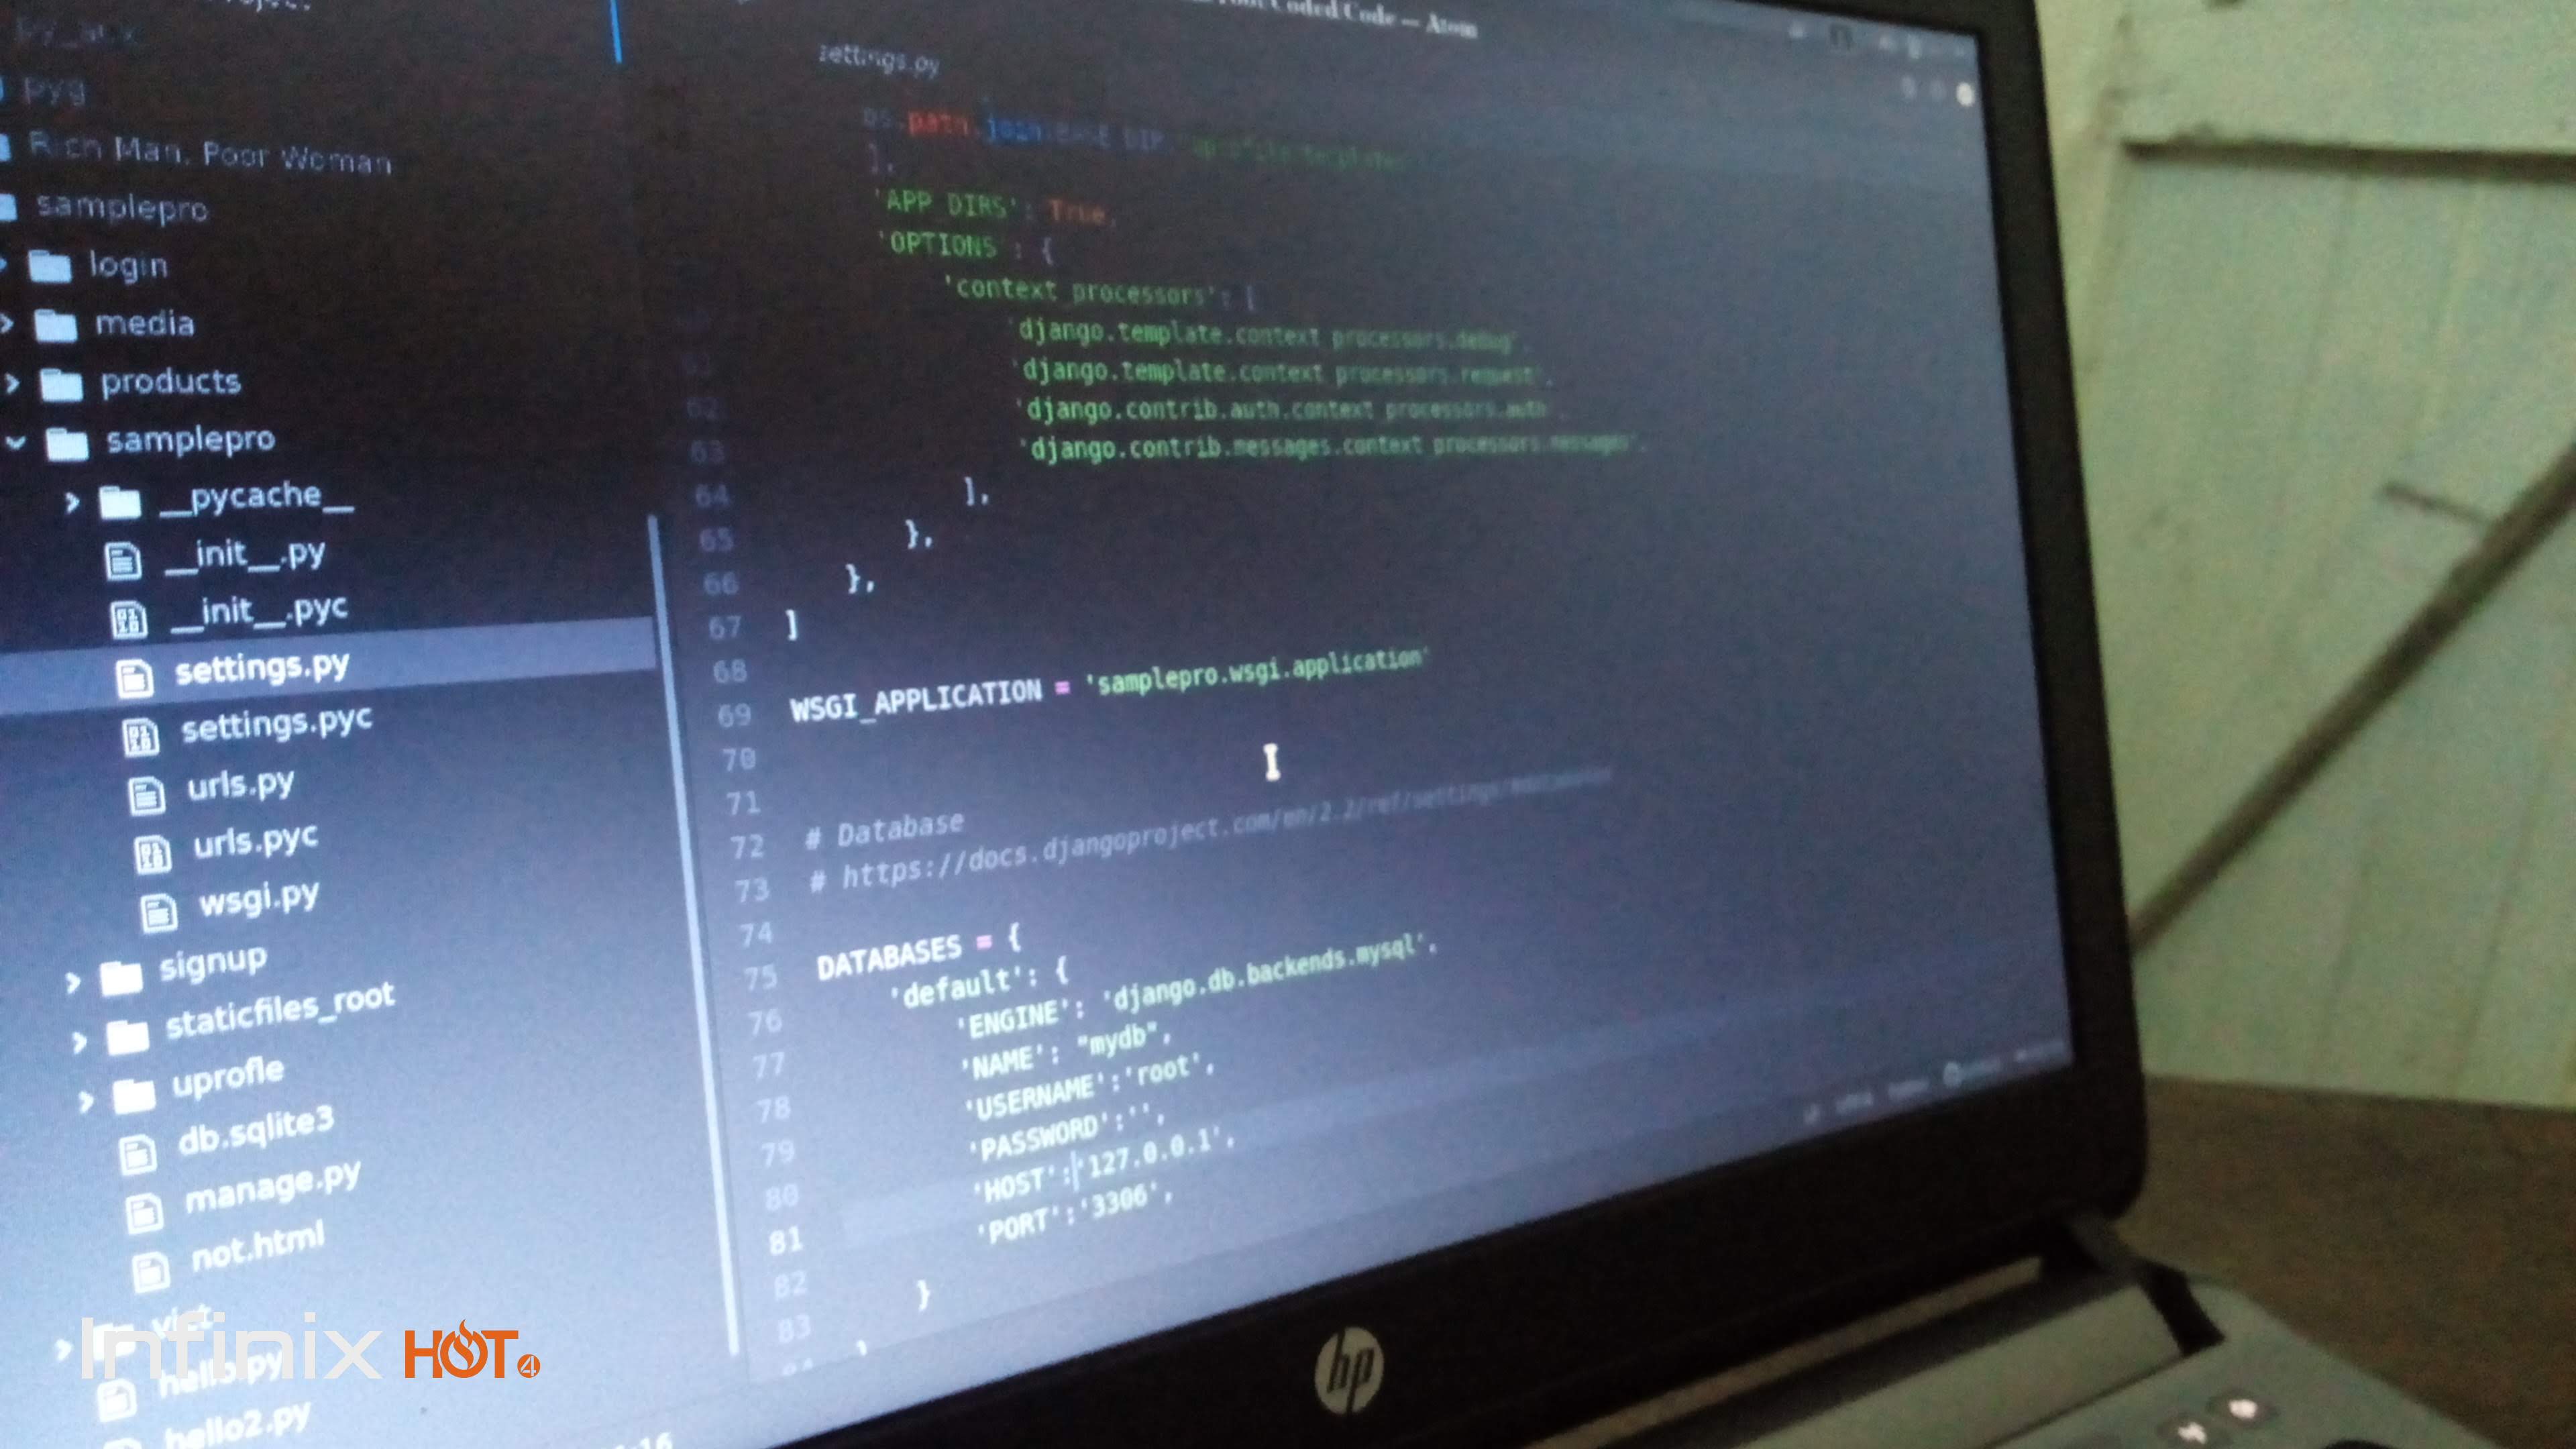 Coded Code — Atom
pyg
Rich Man, Poor Woman
samplepro
login
media
products
samplepro
__pycache__
__init__.py
__init__.pyc
settings.py
settings.pyc
urls.py
urls.pyc
wsgi.py
signup
staticfiles_root
uprofle
db.sqlite3
manage.py
not.html
vict
hello.py
hello2.py
settings.py
os.path.join
],
'APP_DIRS': True,
'OPTIONS': {
'context_processors': [
'django.template.context_processors.debug',
'django.template.context_processors.request',
62 'django.contrib.auth.context_processors.auth',
63 'django.contrib.messages.context_processors.messages',
64 ],
65 },
66 },
67 ]
68
69 WSGI_APPLICATION = 'samplepro.wsgi.application'
70
71
72 # Database
73 # https://docs.djangoproject.com/en/2.2/ref/settings/
74
75 DATABASES = {
76 'default': {
77 'ENGINE': 'django.db.backends.mysql',
78 'NAME': "mydb",
79 'USERNAME':'root',
80 'PASSWORD':'',
81 'HOST':'127.0.0.1',
82 'PORT':'3306',
83 }
hp
Infinix HOT 4